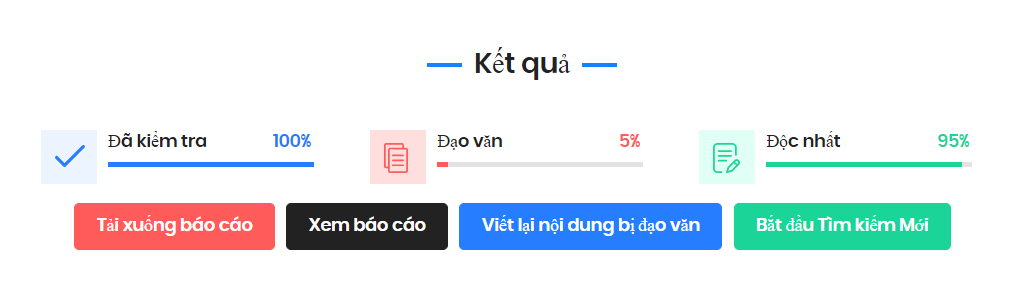 Kết quả
Đã kiểm tra 100%
Đạo văn 5%
Độc nhất 95%
Tải xuống báo cáo
Xem báo cáo
Viết lại nội dung bị đạo văn
Bắt đầu Tìm kiếm Mới